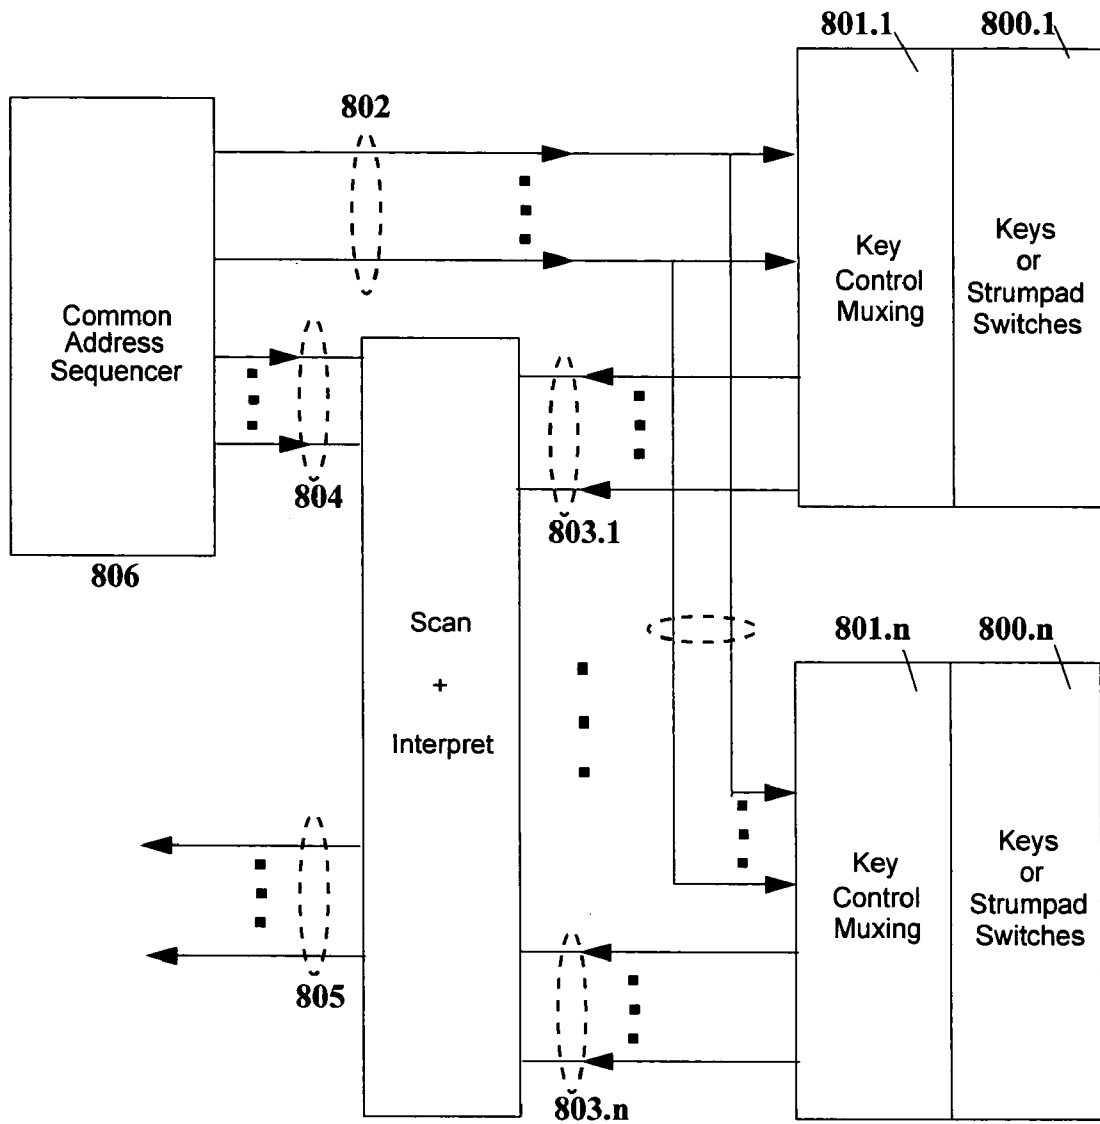 801.1 800.1
802
Common
Address
Sequencer
Key
Control
Muxing
Keys
or
Strumpad
Switches
804
803.1
806
Scan
+
Interpret
801.n 800.n
Key
Control
Muxing
Keys
or
Strumpad
Switches
805
803.n